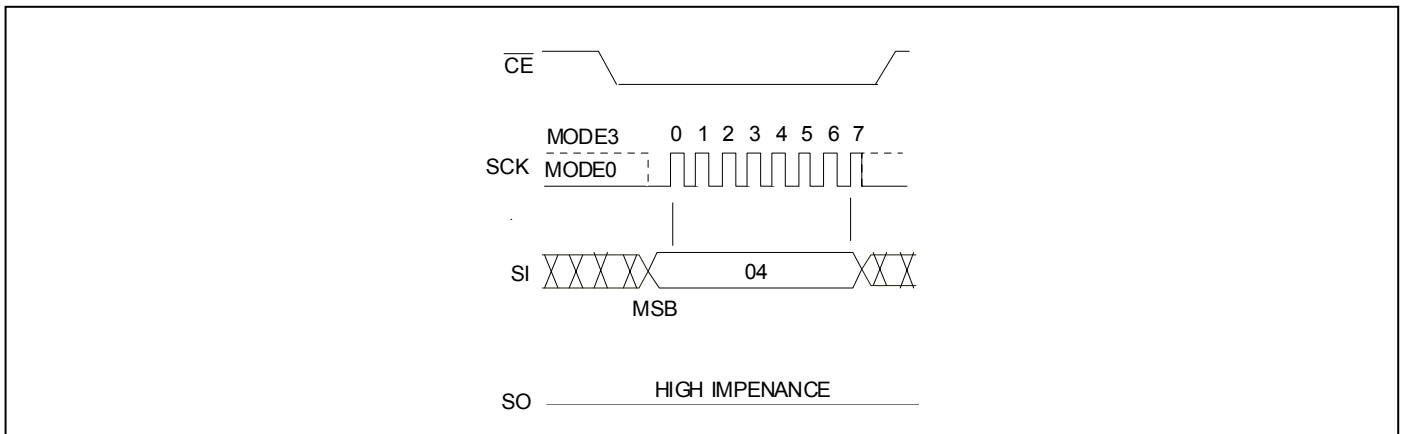 CE
MODE3 0 1 2 3 4 5 6 7
SCK MODE0
SI 04
MSB
HIGH IMPENANCE
SO